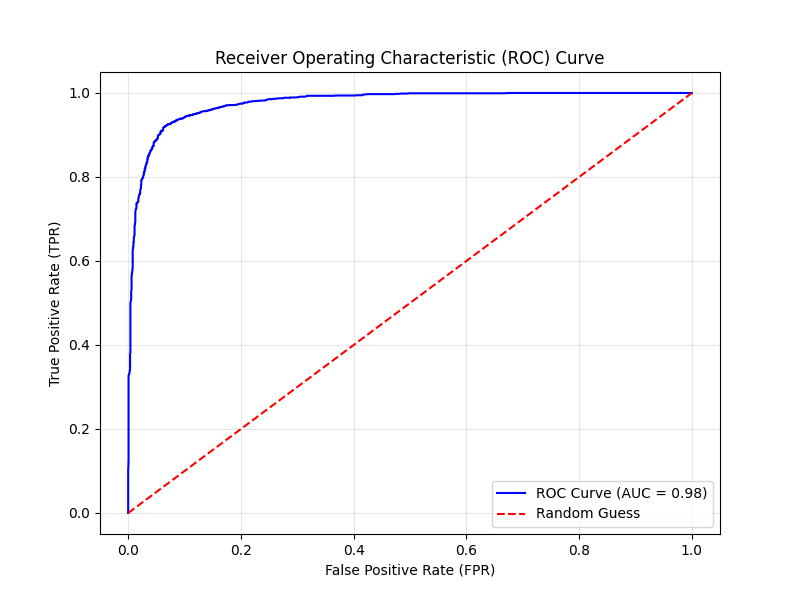 Receiver Operating Characteristic (ROC) Curve
True Positive Rate (TPR)
1.0
0.8
0.6
0.4
0.2
0.0
ROC Curve (AUC = 0.98)
Random Guess
0.0 0.2 0.4 0.6 0.8 1.0
False Positive Rate (FPR)